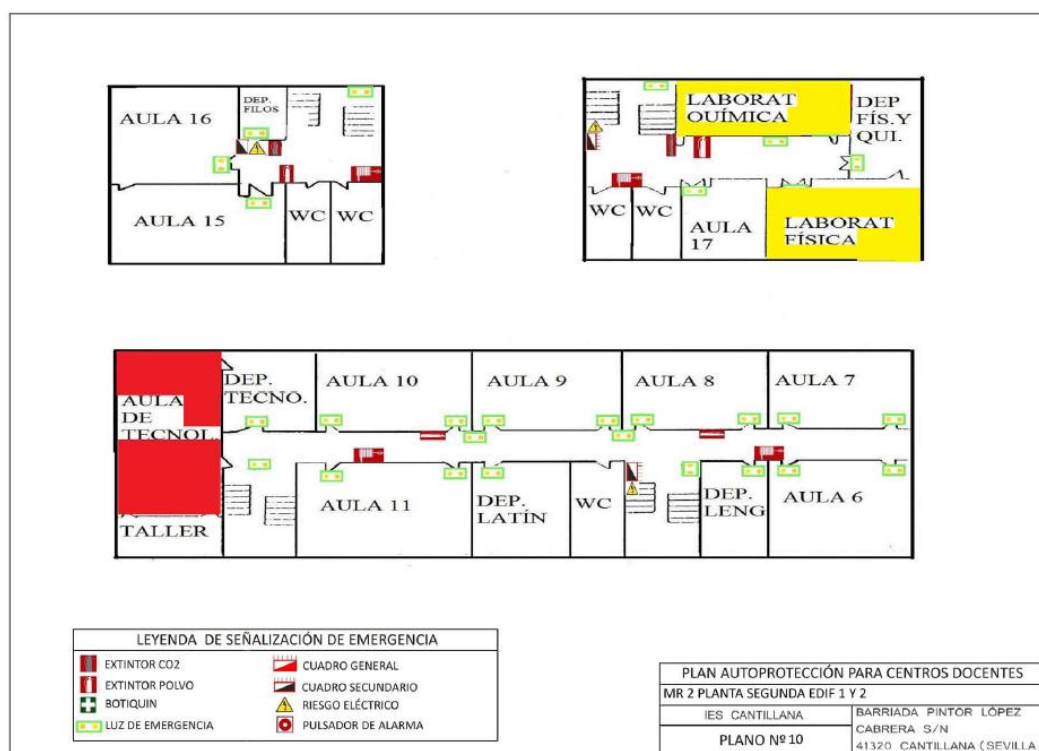 AULA 16
DEP.
FILOS
AULA 15
WC
WC
LABORAT
QUÍMICA
DEP
FÍS.Y
QUI.
WC
WC
AULA
17
LABORAT
FÍSICA
AULA
DE
TECNOL.
TALLER
DEP.
TECNO.
AULA 10
AULA 9
AULA 8
AULA 7
AULA 11
DEP.
LATÍN
WC
DEP.
LENG
AULA 6
LEYENDA DE SEÑALIZACIÓN DE EMERGENCIA
EXTINTOR CO2
EXTINTOR POLVO
BOTIQUIN
LUZ DE EMERGENCIA
CUADRO GENERAL
CUADRO SECUNDARIO
RIESGO ELÉCTRICO
PULSADOR DE ALARMA
PLAN AUTOPROTECCIÓN PARA CENTROS DOCENTES
MR 2 PLANTA SEGUNDA EDIF 1 Y 2
IES CANTILLANA
PLANO Nº 10
BARRIADA PINTOR LÓPEZ
CABRERA S/N
41320 CANTILLANA (SEVILLA